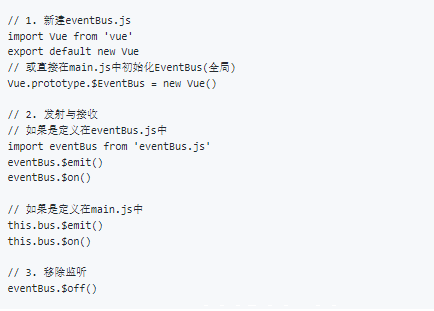 // 1. 新建eventBus.js
import Vue from 'vue'
export default new Vue
// 或直接在main.js中初始化EventBus(全局)
Vue.prototype.$EventBus = new Vue()
// 2. 发射与接收
// 如果是定义在eventBus.js中
import eventBus from 'eventBus.js'
eventBus.$emit()
eventBus.$on()
// 如果是定义在main.js中
this.bus.$emit()
this.bus.$on()
// 3. 移除监听
eventBus.$off()